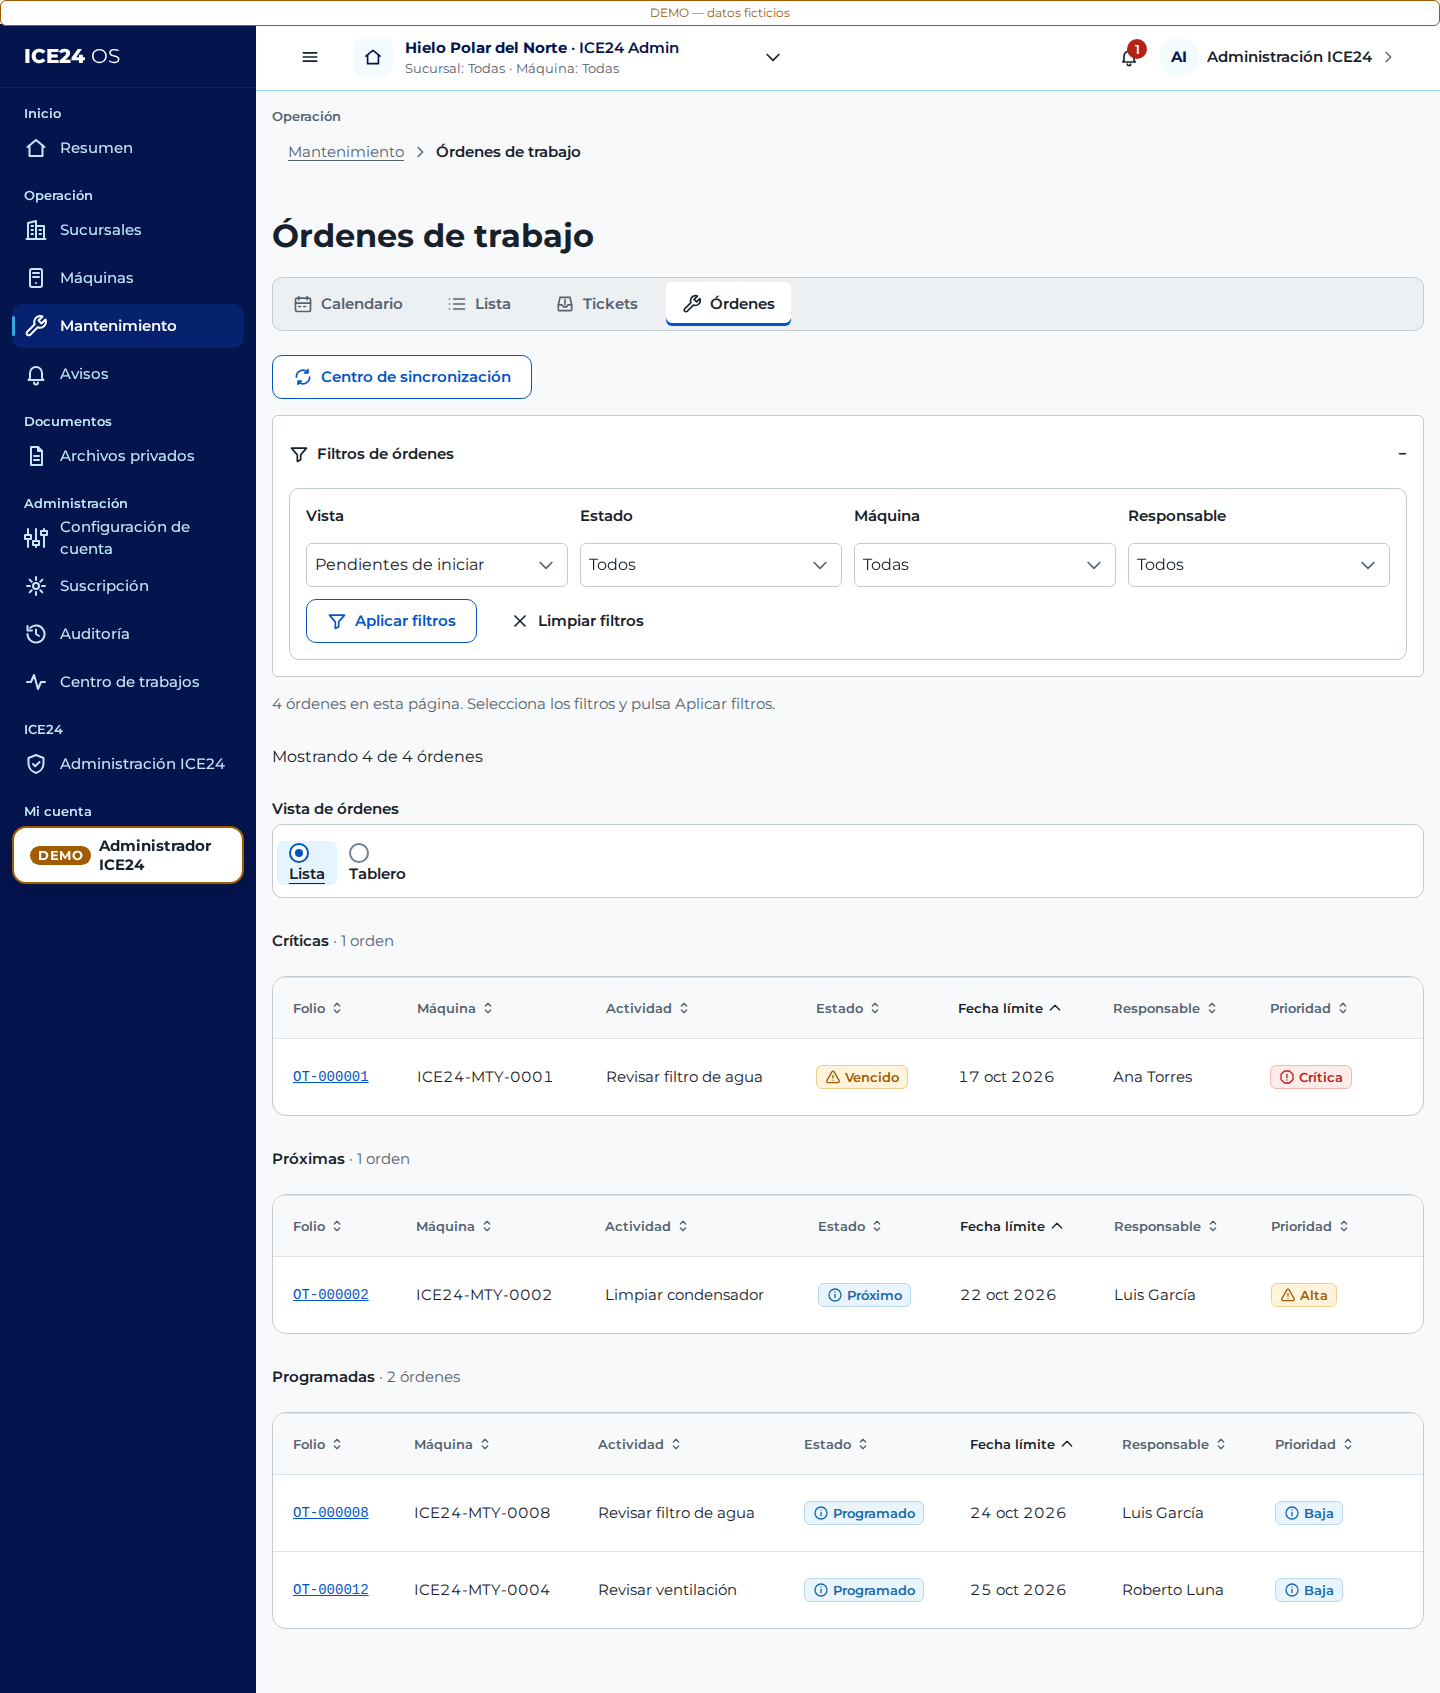 DEMO — datos ficticios
ICE24 OS
Inicio
Resumen
Operación
Sucursales
Máquinas
Mantenimiento
Avisos
Documentos
Archivos privados
Administración
Configuración de
cuenta
Suscripción
Auditoría
Centro de trabajos
ICE24
Administración ICE24
Mi cuenta
DEMO Administrador
ICE24
Hielo Polar del Norte · ICE24 Admin
Sucursal: Todas · Máquina: Todas
1
AI Administración ICE24
Operación
Mantenimiento Órdenes de trabajo
Órdenes de trabajo
Calendario Lista Tickets Órdenes
Centro de sincronización
Filtros de órdenes −
Vista Estado Máquina Responsable
Pendientes de iniciar Todos Todas Todos
Aplicar filtros Limpiar filtros
4 órdenes en esta página. Selecciona los filtros y pulsa Aplicar filtros.
Mostrando 4 de 4 órdenes
Vista de órdenes
Lista Tablero
Críticas · 1 orden
Folio Máquina Actividad Estado Fecha límite Responsable Prioridad
OT-000001 ICE24-MTY-0001 Revisar filtro de agua Vencido 17 oct 2026 Ana Torres Crítica
Próximas · 1 orden
Folio Máquina Actividad Estado Fecha límite Responsable Prioridad
OT-000002 ICE24-MTY-0002 Limpiar condensador Próximo 22 oct 2026 Luis García Alta
Programadas · 2 órdenes
Folio Máquina Actividad Estado Fecha límite Responsable Prioridad
OT-000008 ICE24-MTY-0008 Revisar filtro de agua Programado 24 oct 2026 Luis García Baja
OT-000012 ICE24-MTY-0004 Revisar ventilación Programado 25 oct 2026 Roberto Luna Baja